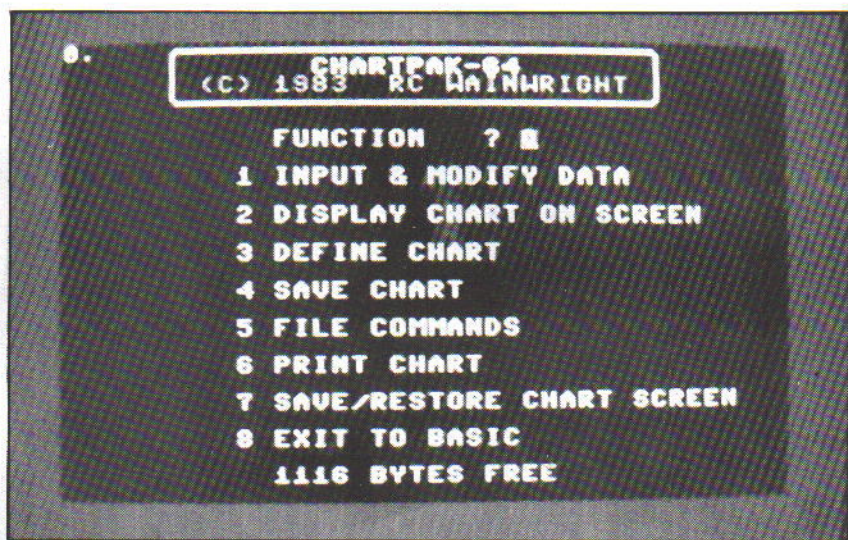 0.
CHARTPAK-64
(C) 1983 RC WAINWRIGHT
FUNCTION ?
1 INPUT & MODIFY DATA
2 DISPLAY CHART ON SCREEN
3 DEFINE CHART
4 SAVE CHART
5 FILE COMMANDS
6 PRINT CHART
7 SAVE/RESTORE CHART SCREEN
8 EXIT TO BASIC
1116 BYTES FREE